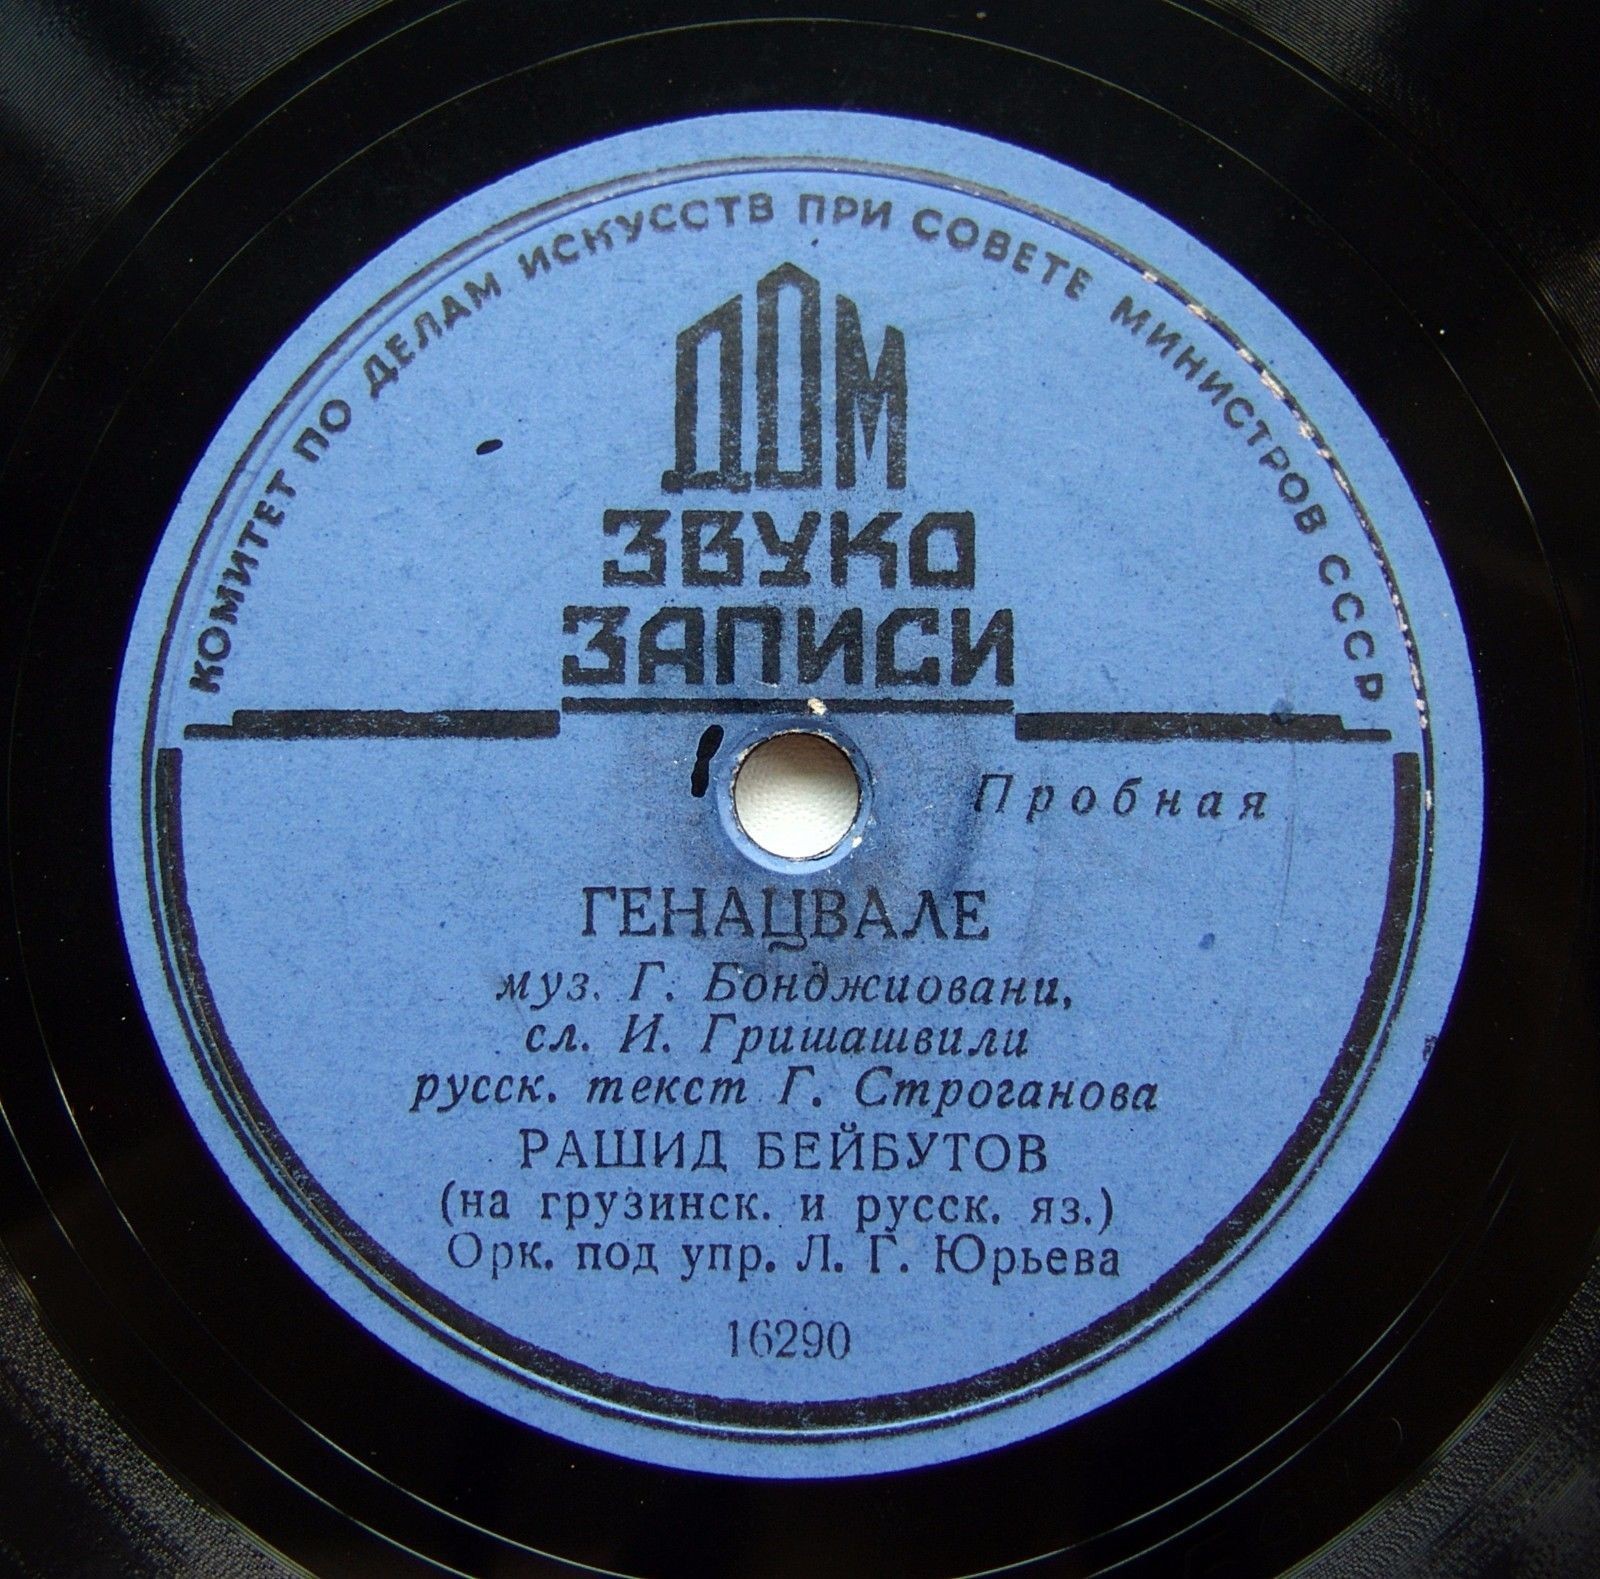 КОМИТЕТ ПО ДЕЛАМ ИСКУССТВ ПРИ СОВЕТЕ МИНИСТРОВ СССР
ДОМ
ЗВУКО
ЗАПИСИ
Пробная
ГЕНАЦВАЛЕ
муз. Г. Бонджиовани,
сл. И. Гришашвили
русск. текст Г. Строганова
РАШИД БЕЙБУТОВ
(на грузинск. и русск. яз.)
Орк. под упр. Л. Г. Юрьева
16290